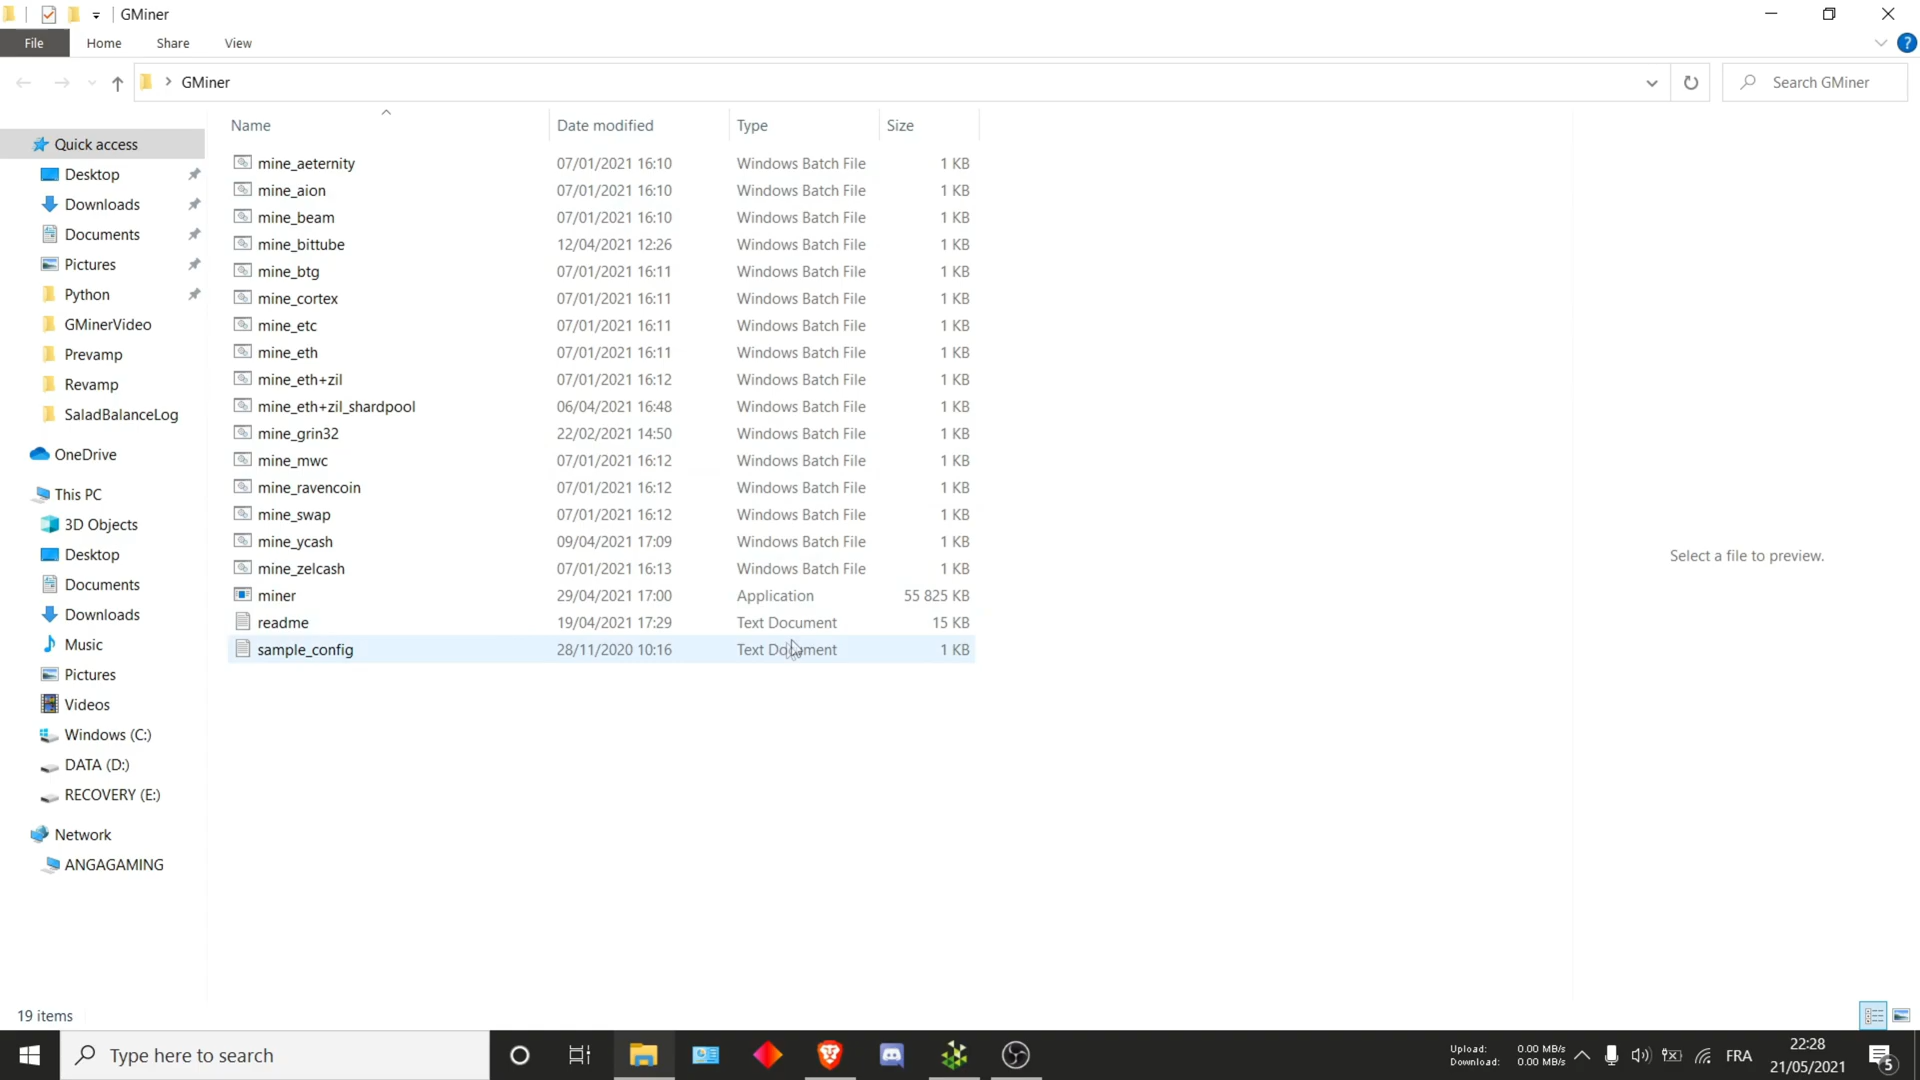 GMiner
File Home Share View
GMiner
Search GMiner
Name Date modified Type Size
Quick access
Desktop
Downloads
Documents
Pictures
Python
GMinerVideo
Prevamp
Revamp
SaladBalanceLog
OneDrive
This PC
3D Objects
Desktop
Documents
Downloads
Music
Pictures
Videos
Windows (C:)
DATA (D:)
RECOVERY (E:)
Network
ANGAGAMING
mine_aeternity 07/01/2021 16:10 Windows Batch File 1 KB
mine_aion 07/01/2021 16:10 Windows Batch File 1 KB
mine_beam 07/01/2021 16:10 Windows Batch File 1 KB
mine_bittube 12/04/2021 12:26 Windows Batch File 1 KB
mine_btg 07/01/2021 16:11 Windows Batch File 1 KB
mine_cortex 07/01/2021 16:11 Windows Batch File 1 KB
mine_etc 07/01/2021 16:11 Windows Batch File 1 KB
mine_eth 07/01/2021 16:11 Windows Batch File 1 KB
mine_eth+zil 07/01/2021 16:12 Windows Batch File 1 KB
mine_eth+zil_shardpool 06/04/2021 16:48 Windows Batch File 1 KB
mine_grin32 22/02/2021 14:50 Windows Batch File 1 KB
mine_mwc 07/01/2021 16:12 Windows Batch File 1 KB
mine_ravencoin 07/01/2021 16:12 Windows Batch File 1 KB
mine_swap 07/01/2021 16:12 Windows Batch File 1 KB
mine_ycash 09/04/2021 17:09 Windows Batch File 1 KB
mine_zelcash 07/01/2021 16:13 Windows Batch File 1 KB
miner 29/04/2021 17:00 Application 55 825 KB
readme 19/04/2021 17:29 Text Document 15 KB
sample_config 28/11/2020 10:16 Text Document 1 KB
Select a file to preview.
19 items
Type here to search
Upload: 0.00 MB/s
Download: 0.00 MB/s
FRA
22:28
21/05/2021
5